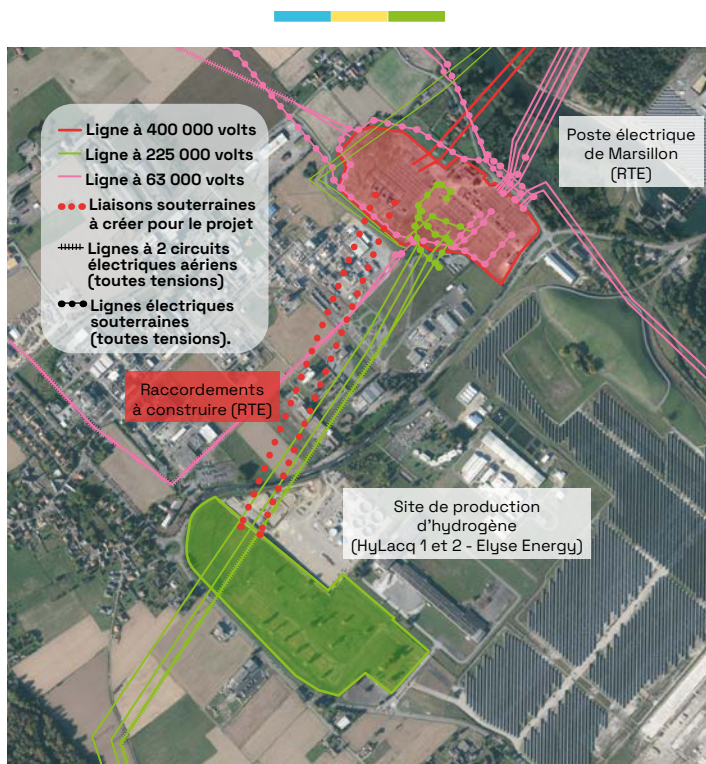 Ligne à 400 000 volts
Ligne à 225 000 volts
Ligne à 63 000 volts
Liaisons souterraines
à créer pour le projet
Lignes à 2 circuits
électriques aériens
(toutes tensions)
Lignes électriques
souterraines
(toutes tensions).
Poste électrique
de Marsillon
(RTE)
Raccordements
à construire (RTE)
Site de production
d'hydrogène
(HyLacq 1 et 2 - Elyse Energy)